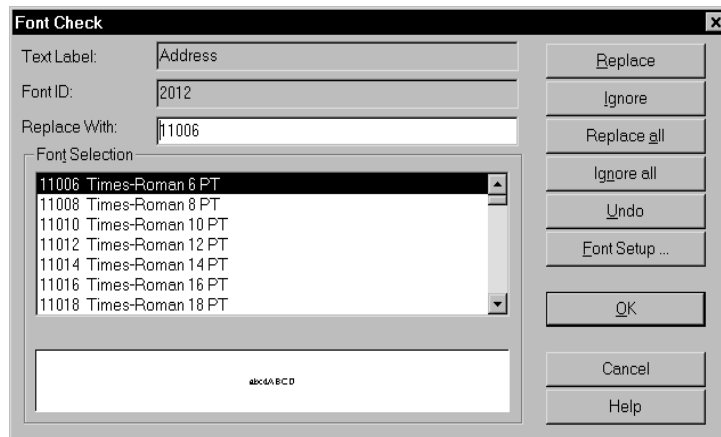 Font Check
Text Label: Address
Font ID: 2012
Replace With: 11006
Font Selection
11006 Times-Roman 6 PT
11008 Times-Roman 8 PT
11010 Times-Roman 10 PT
11012 Times-Roman 12 PT
11014 Times-Roman 14 PT
11016 Times-Roman 16 PT
11018 Times-Roman 18 PT
abcdABCD
Replace
Ignore
Replace all
Ignore all
Undo
Font Setup ...
OK
Cancel
Help